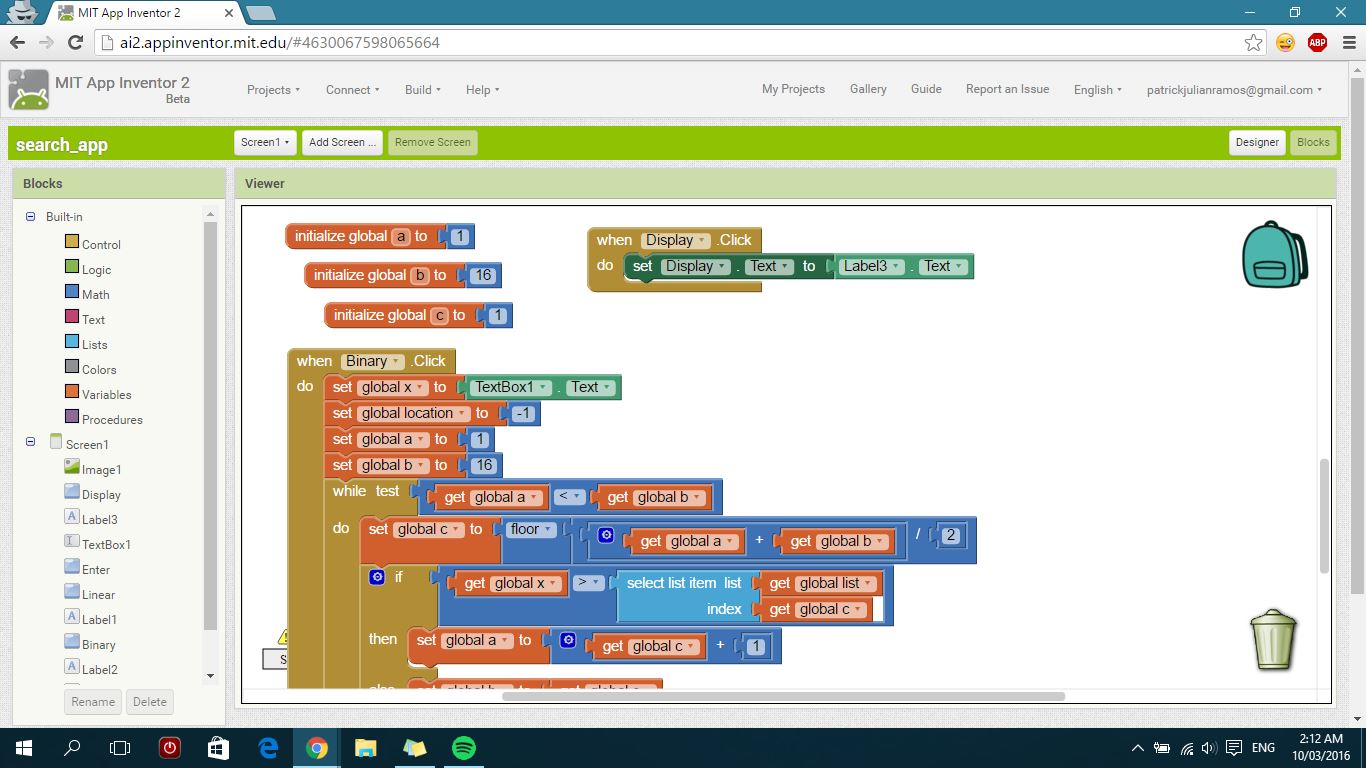 MIT App Inventor 2
ai2.appinventor.mit.edu/#4630067598065664
ABP
MIT App Inventor 2
Beta
Projects Connect Build Help
My Projects Gallery Guide Report an Issue English patrickjulianramos@gmail.com
search_app
Screen1 Add Screen ... Remove Screen
Designer Blocks
Blocks
Built-in
Control
Logic
Math
Text
Lists
Colors
Variables
Procedures
Screen1
Image1
Display
Label3
TextBox1
Enter
Linear
Label1
Binary
Label2
Rename Delete
Viewer
initialize global a to 1
initialize global b to 16
initialize global c to 1
when Display .Click
do set Display . Text to Label3 . Text
when Binary .Click
do set global x to TextBox1 . Text
set global location to -1
set global a to 1
set global b to 16
while test get global a < get global b
do set global c to floor get global a + get global b / 2
if get global x > select list item list get global list
index get global c
then set global a to get global c + 1
S
ENG
2:12 AM
10/03/2016